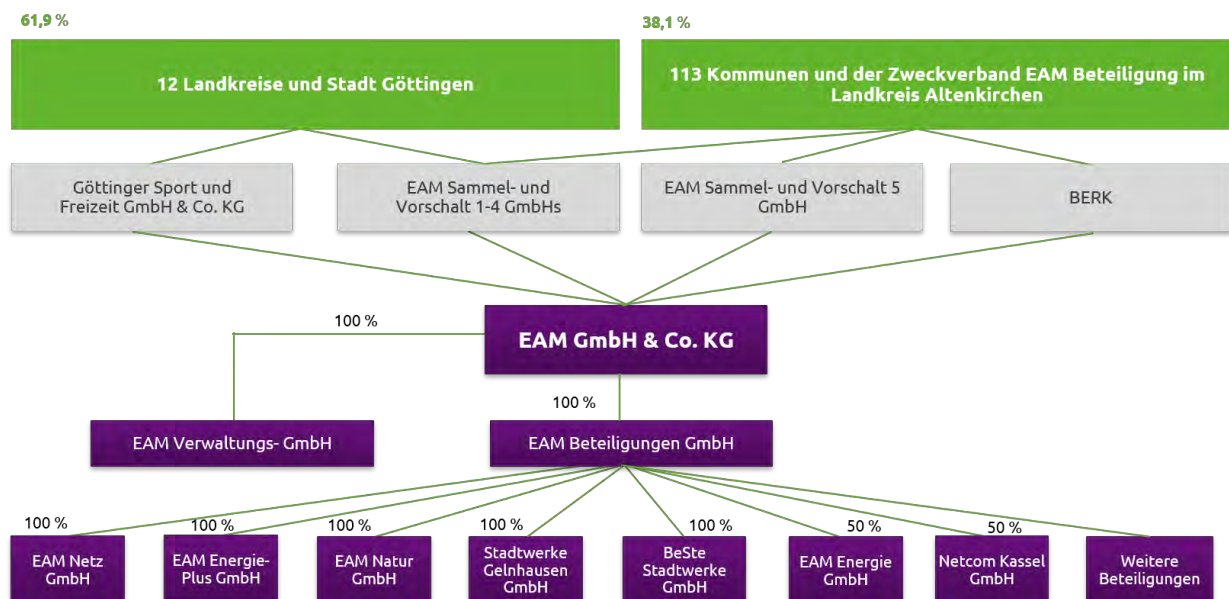 61,9 %
38,1 %
12 Landkreise und Stadt Göttingen
113 Kommunen und der Zweckverband EAM Beteiligung im
Landkreis Altenkirchen
Göttinger Sport und
Freizeit GmbH & Co. KG
EAM Sammel- und
Vorschalt 1-4 GmbHs
EAM Sammel- und Vorschalt 5
GmbH
BERK
100 %
EAM GmbH & Co. KG
100 %
EAM Verwaltungs- GmbH
EAM Beteiligungen GmbH
100 %
100 %
100 %
100 %
100 %
50 %
50 %
EAM Netz
GmbH
EAM Energie-
Plus GmbH
EAM Natur
GmbH
Stadtwerke
Gelnhausen
GmbH
BeSte
Stadtwerke
GmbH
EAM Energie
GmbH
Netcom Kassel
GmbH
Weitere
Beteiligungen